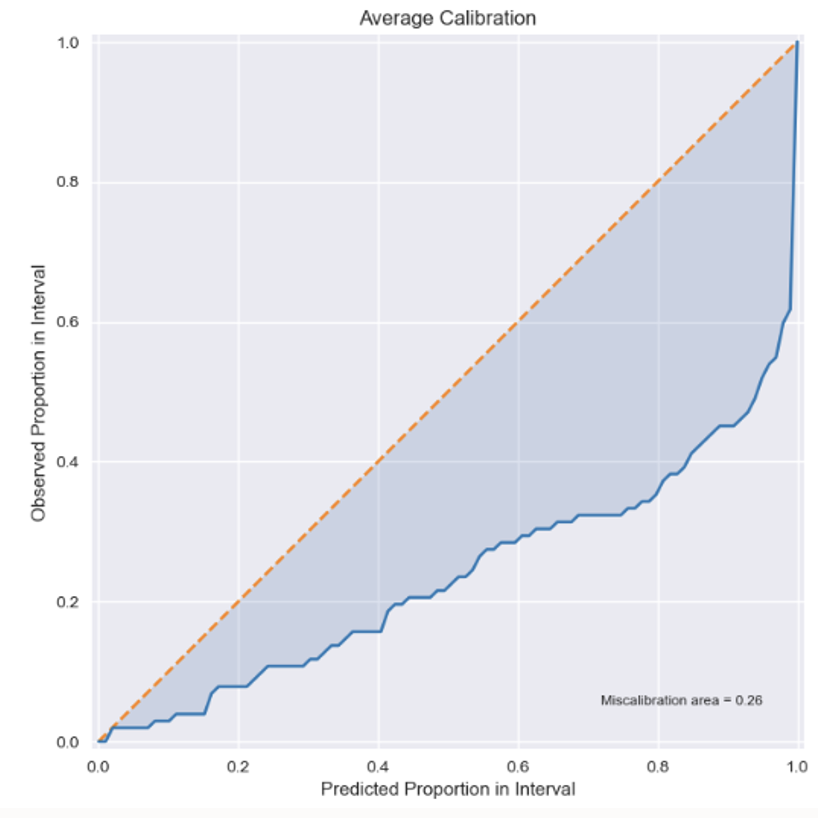 Average Calibration
1.0
0.8
0.6
0.4
0.2
0.0
Observed Proportion in Interval
Miscalibration area = 0.26
0.0 0.2 0.4 0.6 0.8 1.0
Predicted Proportion in Interval